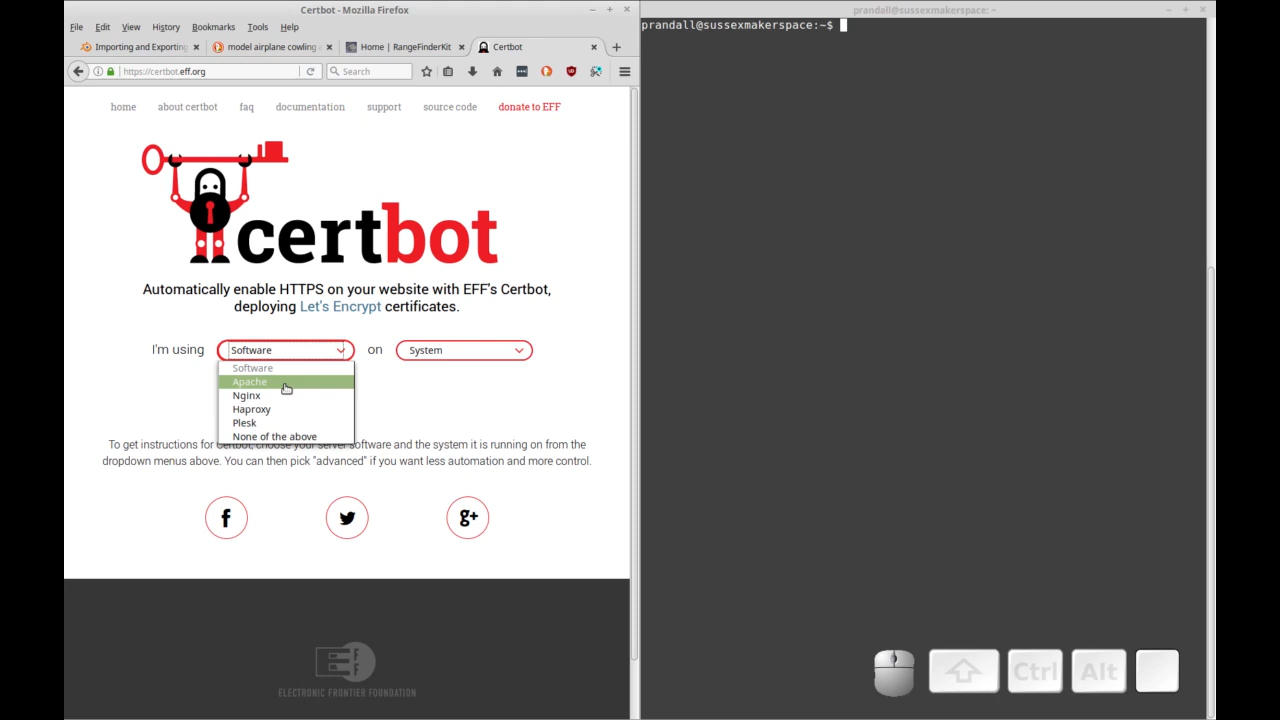 Certbot - Mozilla Firefox
File Edit View History Bookmarks Tools Help
Importing and Exporting
model airplane cowling
Home | RangeFinderKit
Certbot
https://certbot.eff.org
Search
home about certbot faq documentation support source code donate to EFF
certbot
Automatically enable HTTPS on your website with EFF's Certbot,
deploying Let's Encrypt certificates.
I'm using Software on System
Software
Apache
Nginx
Haproxy
Plesk
None of the above
To get instructions for Certbot, choose your server software and the system it is running on from the
dropdown menus above. You can then pick "advanced" if you want less automation and more control.
f
g+
EFF
ELECTRONIC FRONTIER FOUNDATION
prandall@sussexmakerspace: ~
prandall@sussexmakerspace:~$
Ctrl Alt